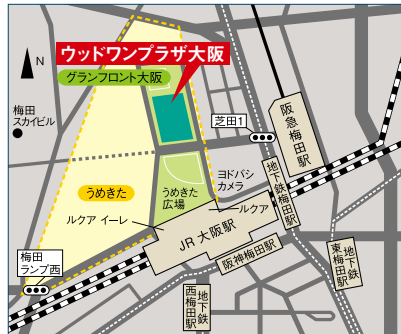 N
ウッドワンプラザ大阪
グランフロント大阪
梅田
スカイビル
芝田1
阪急梅田駅
うめきた
うめきた
広場
ヨドバシ
カメラ
地下鉄梅田駅
ルクア イーレ
ルクア
JR 大阪駅
梅田
ランプ西
阪神梅田駅
地下鉄
東梅田駅
地下鉄
西梅田駅